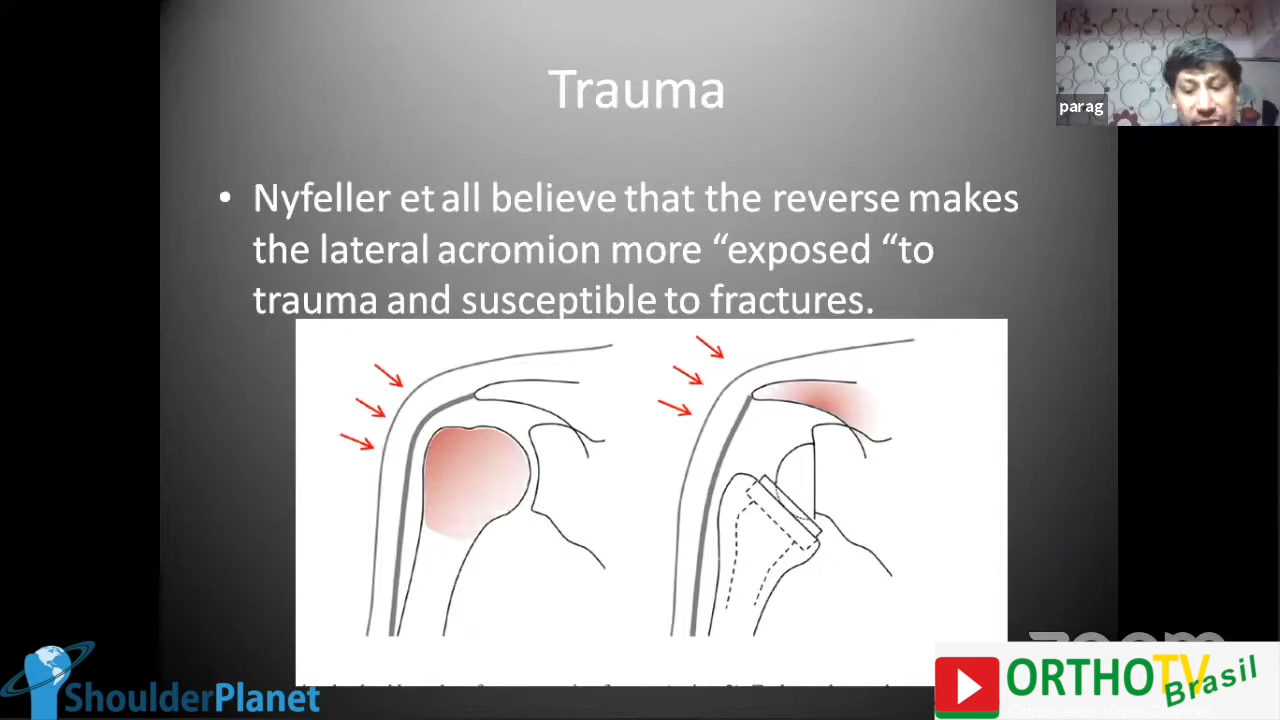 Trauma
parag
• Nyfeller et all believe that the reverse makes
the lateral acromion more “exposed “to
trauma and susceptible to fractures.
zoom
ShoulderPlanet
ORTHOTV
Brasil